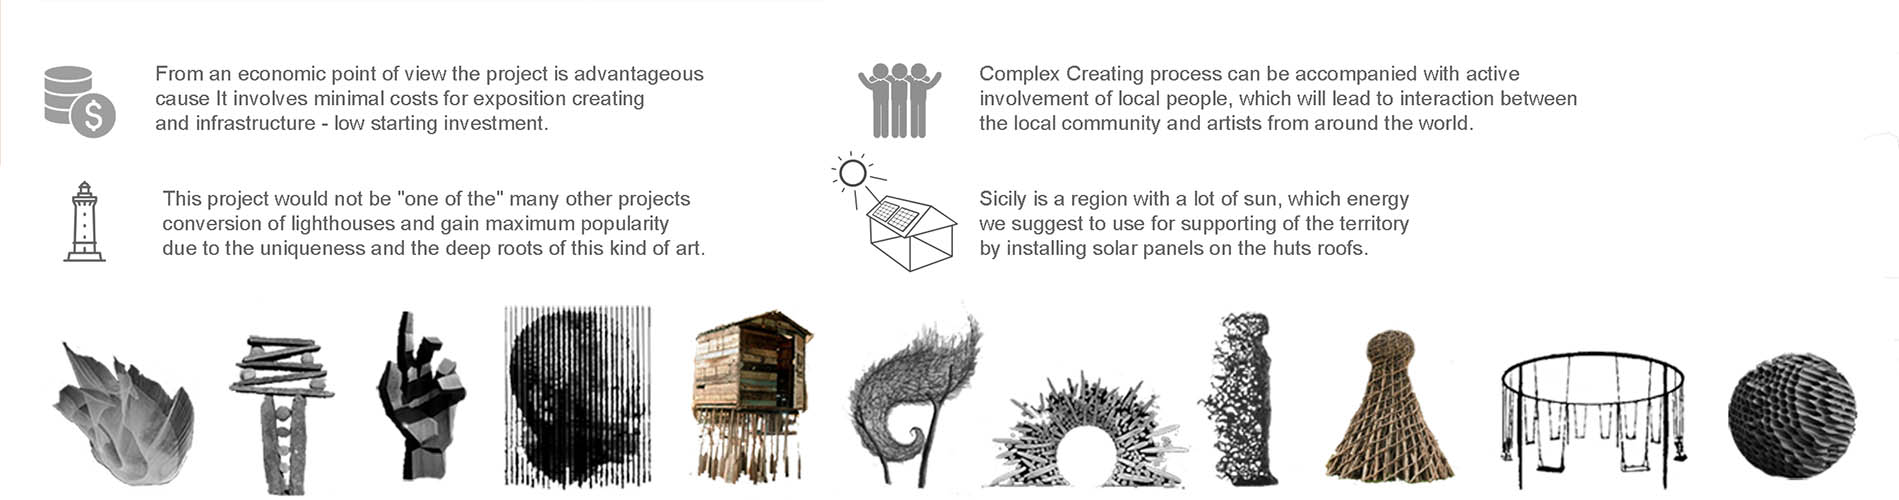 From an economic point of view the project is advantageous
cause It involves minimal costs for exposition creating
and infrastructure - low starting investment.
$
Complex Creating process can be accompanied with active
involvement of local people, which will lead to interaction between
the local community and artists from around the world.
This project would not be "one of the" many other projects
conversion of lighthouses and gain maximum popularity
due to the uniqueness and the deep roots of this kind of art.
Sicily is a region with a lot of sun, which energy
we suggest to use for supporting of the territory
by installing solar panels on the huts roofs.